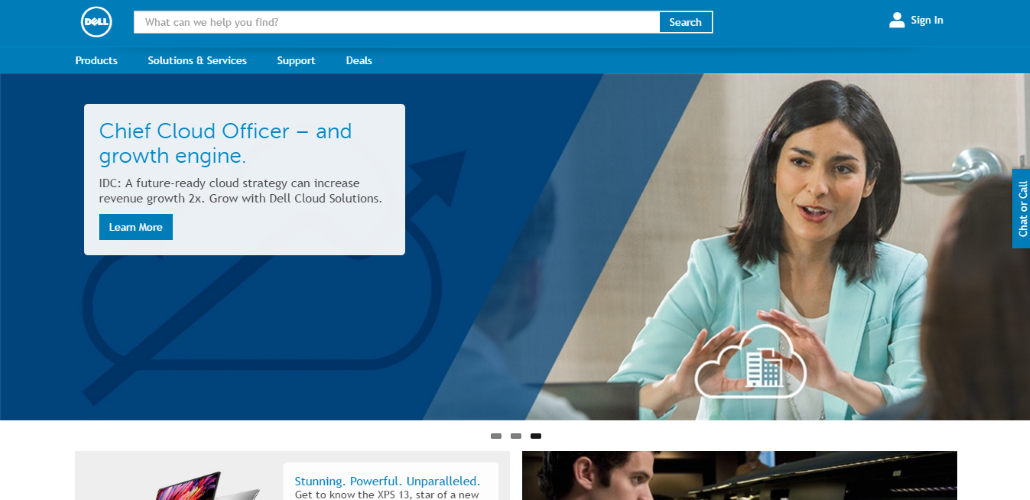 DELL
What can we help you find?
Search
Sign In
Products
Solutions & Services
Support
Deals
Chief Cloud Officer – and
growth engine.
IDC: A future-ready cloud strategy can increase
revenue growth 2x. Grow with Dell Cloud Solutions.
Learn More
Chat or Call
Stunning. Powerful. Unparalleled.
Get to know the XPS 13, star of a new